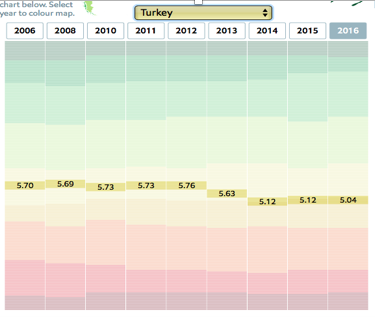 chart below. Select
year to colour map.
Turkey
2006 2008 2010 2011 2012 2013 2014 2015 2016
5.70 5.69 5.73 5.73 5.76 5.63 5.12 5.12 5.04